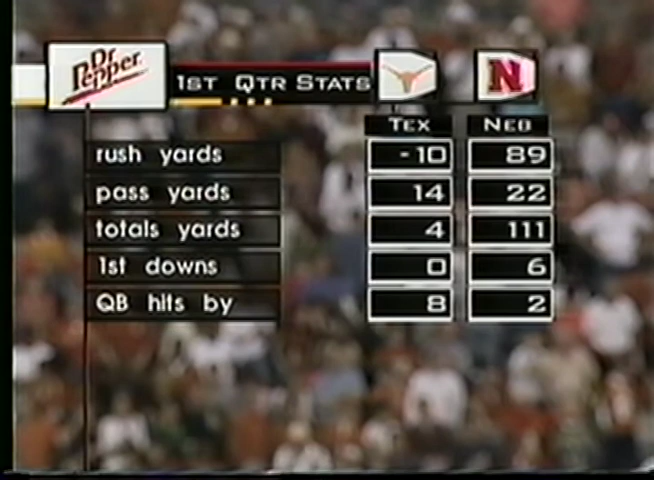 Dr Pepper
1st Qtr Stats
N
Tex Neb
rush yards -10 89
pass yards 14 22
totals yards 4 111
1st downs 0 6
QB hits by 8 2